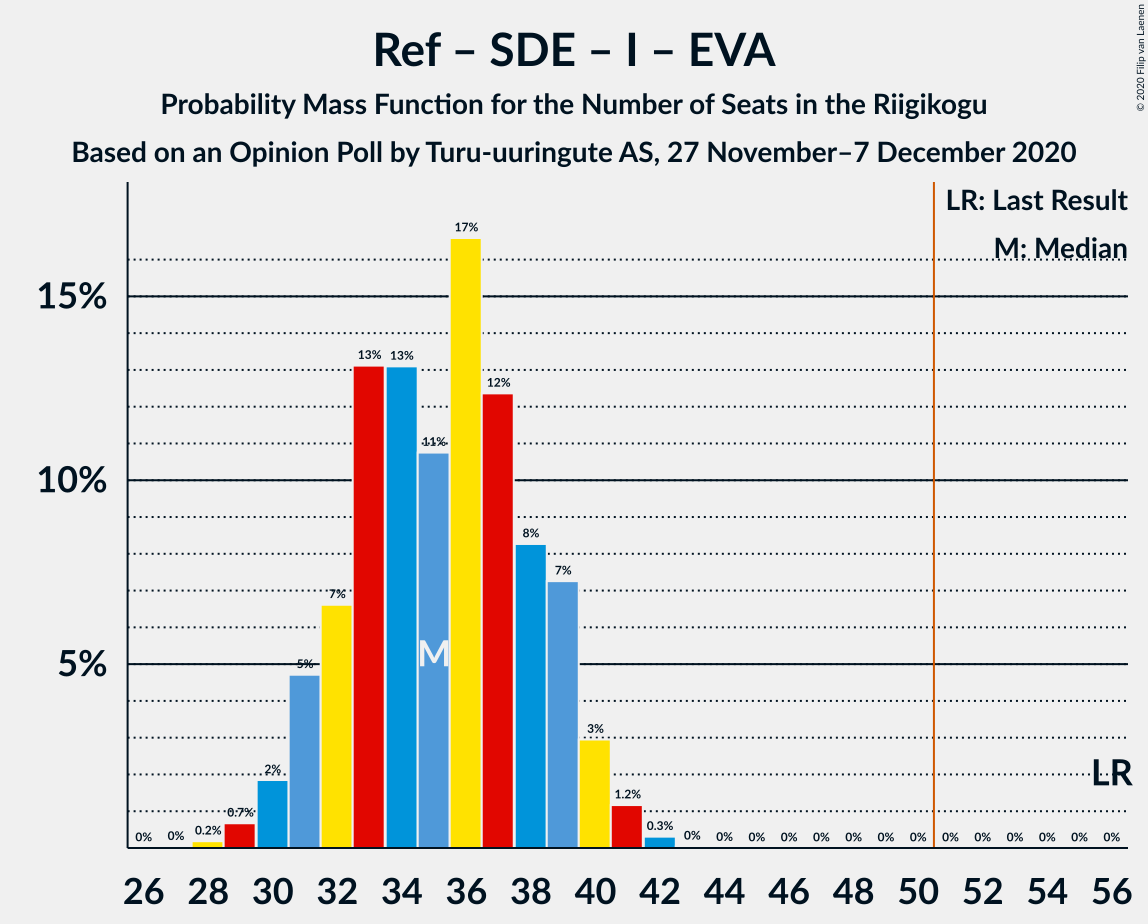 Ref – SDE – I – EVA
Probability Mass Function for the Number of Seats in the Riigikogu
Based on an Opinion Poll by Turu-uuringute AS, 27 November–7 December 2020
© 2020 Filip van Laenen
LR: Last Result
M: Median
15%
10%
5%
0% 0% 0.2% 0.7% 2% 5% 7% 13% 13% 11% 17% 12% 8% 7% 3% 1.2% 0.3% 0% 0% 0% 0% 0% 0% 0% 0% 0% 0% 0% 0% 0% 0%
M
LR
26 28 30 32 34 36 38 40 42 44 46 48 50 52 54 56